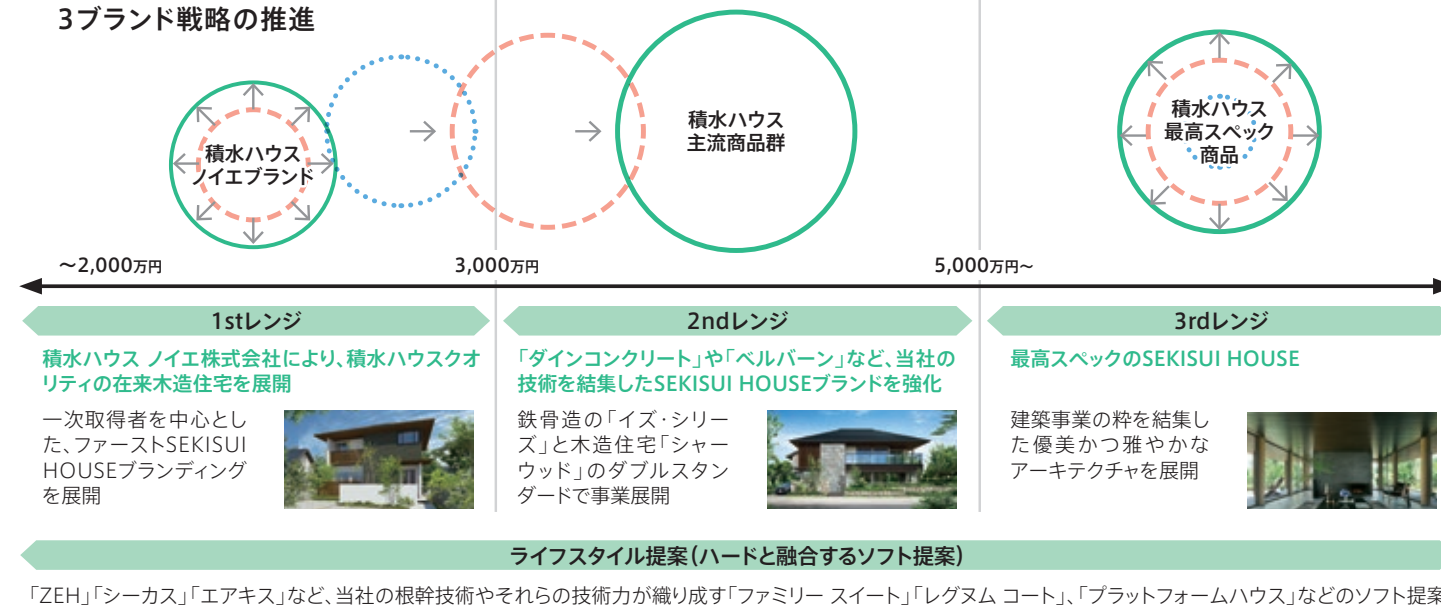 3ブランド戦略の推進
積水ハウス
ノイエブランド
積水ハウス
主流商品群
積水ハウス
最高スペック
商品
～2,000万円
3,000万円
5,000万円～
1stレンジ
積水ハウス ノイエ株式会社により、積水ハウスクオ
リティの在来木造住宅を展開
一次取得者を中心とし
た、ファーストSEKISUI
HOUSEブランディング
を展開
2ndレンジ
「ダインコンクリート」や「ベルバーン」など、当社の
技術を結集したSEKISUI HOUSEブランドを強化
鉄骨造の「イズ・シリー
ズ」と木造住宅「シャー
ウッド」のダブルスタン
ダードで事業展開
3rdレンジ
最高スペックのSEKISUI HOUSE
建築事業の粋を結集し
た優美かつ雅やかな
アーキテクチャを展開
ライフスタイル提案（ハードと融合するソフト提案）
「ZEH」「シーカス」「エアキス」など、当社の根幹技術やそれらの技術力が織り成す「ファミリー スイート」「レグヌム コート」、「プラットフォームハウス」などのソフト提案